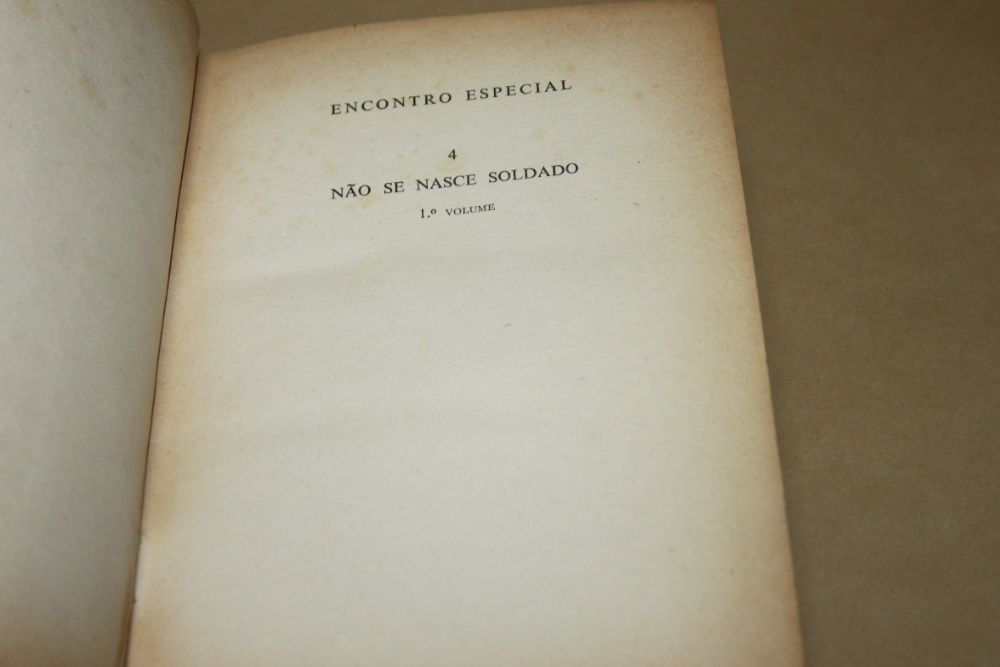 ENCONTRO ESPECIAL
4
NÃO SE NASCE SOLDADO
1.º VOLUME